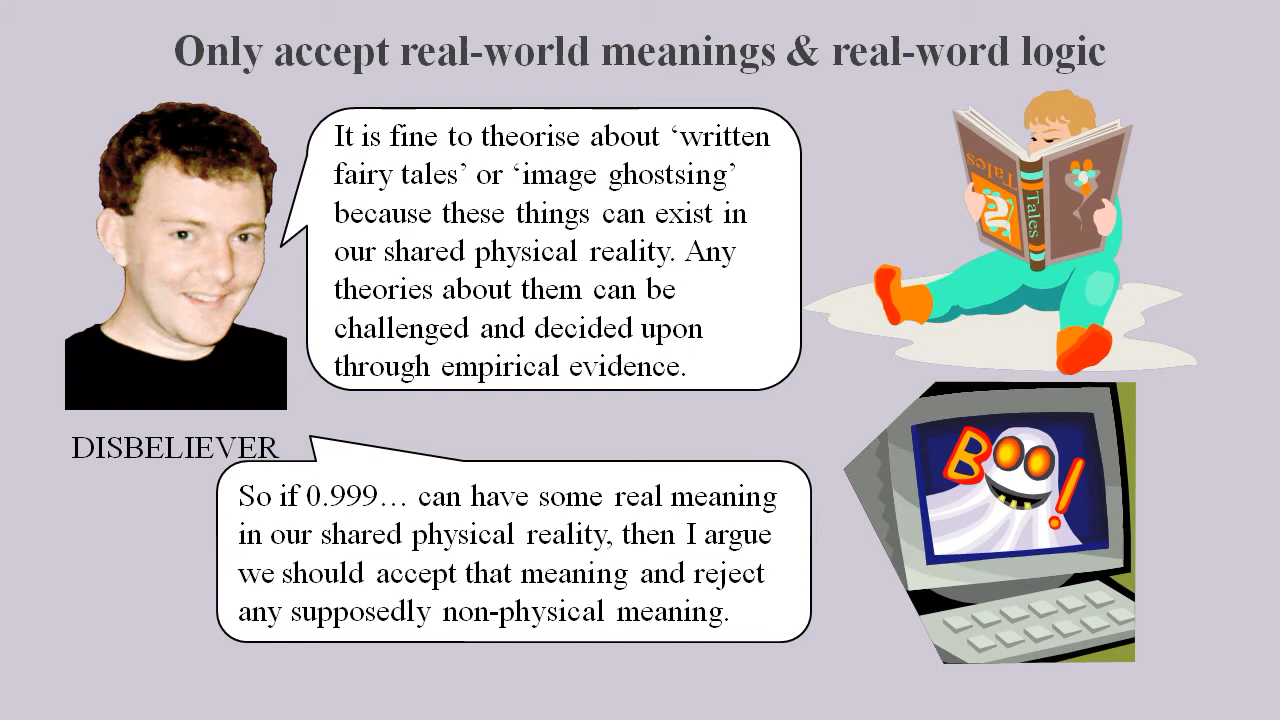 Only accept real-world meanings & real-word logic
It is fine to theorise about ‘written
fairy tales’ or ‘image ghostsing’
because these things can exist in
our shared physical reality. Any
theories about them can be
challenged and decided upon
through empirical evidence.
Tales
Tales
DISBELIEVER
So if 0.999… can have some real meaning
in our shared physical reality, then I argue
we should accept that meaning and reject
any supposedly non-physical meaning.
Boo!